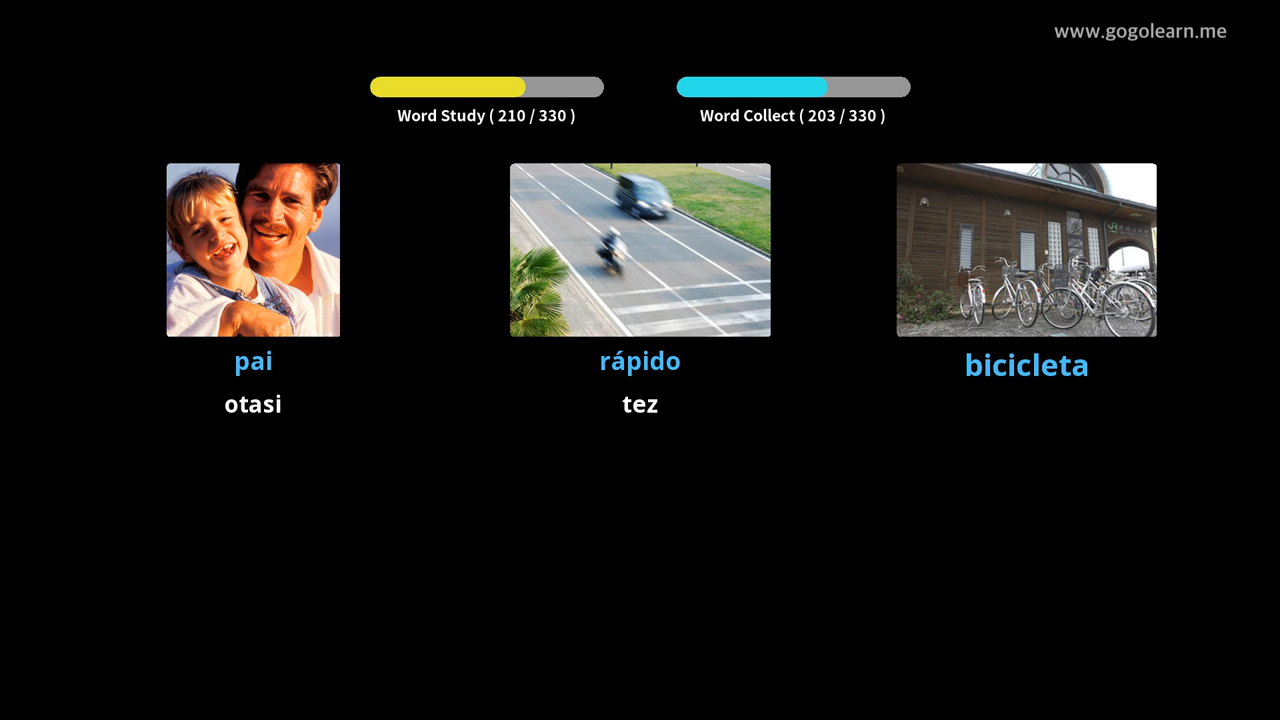 www.gogolearn.me
Word Study ( 210 / 330 )
Word Collect ( 203 / 330 )
pai
rápido
bicicleta
otasi
tez